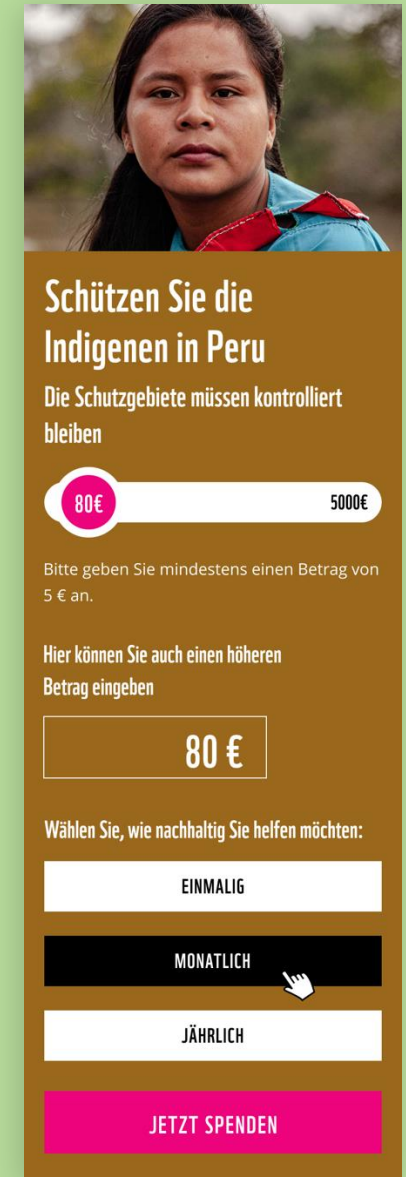 Schützen Sie die
Indigenen in Peru
Die Schutzgebiete müssen kontrolliert
bleiben
80€ 5000€
Bitte geben Sie mindestens einen Betrag von
5 € an.
Hier können Sie auch einen höheren
Betrag eingeben
80 €
Wählen Sie, wie nachhaltig Sie helfen möchten:
EINMALIG
MONATLICH
JÄHRLICH
JETZT SPENDEN